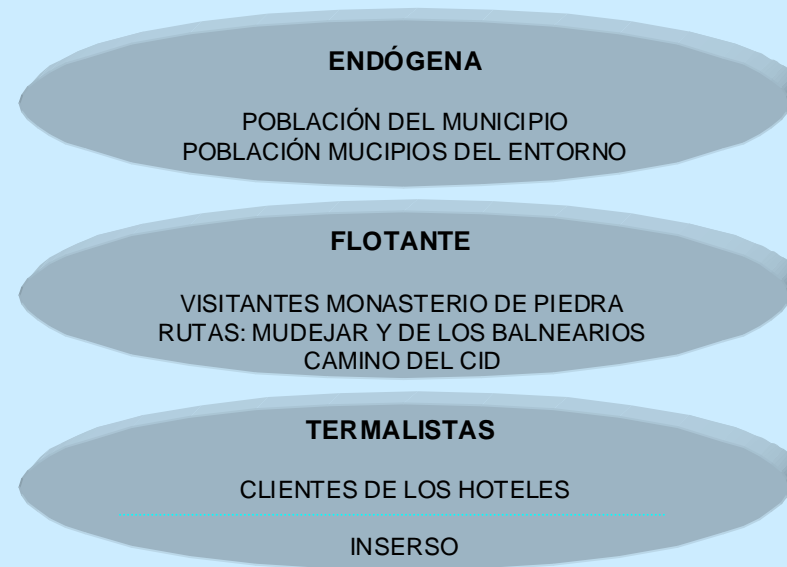 ENDÓGENA
POBLACIÓN DEL MUNICIPIO
POBLACIÓN MUCIPIOS DEL ENTORNO
FLOTANTE
VISITANTES MONASTERIO DE PIEDRA
RUTAS: MUDEJAR Y DE LOS BALNEARIOS
CAMINO DEL CID
TERMALISTAS
CLIENTES DE LOS HOTELES
INSERSO